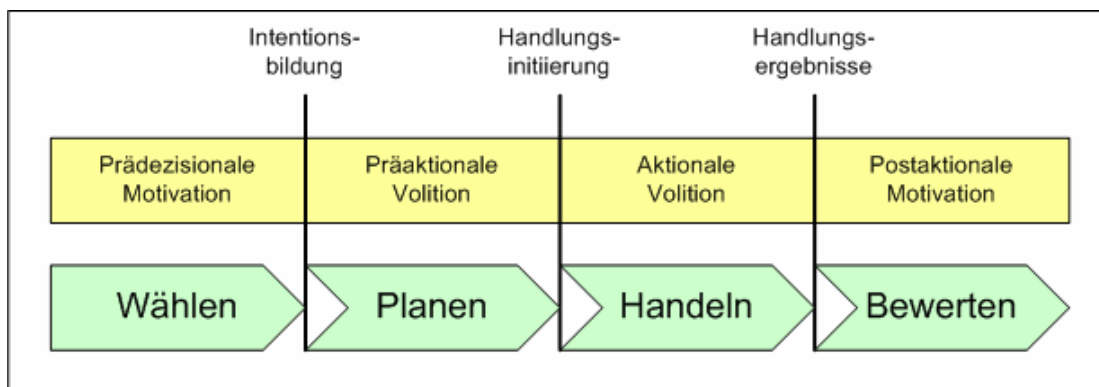 Intentions-
bildung
Handlungs-
initiierung
Handlungs-
ergebnisse
Prädezisionale
Motivation
Präaktionale
Volition
Aktionale
Volition
Postaktionale
Motivation
Wählen
Planen
Handeln
Bewerten